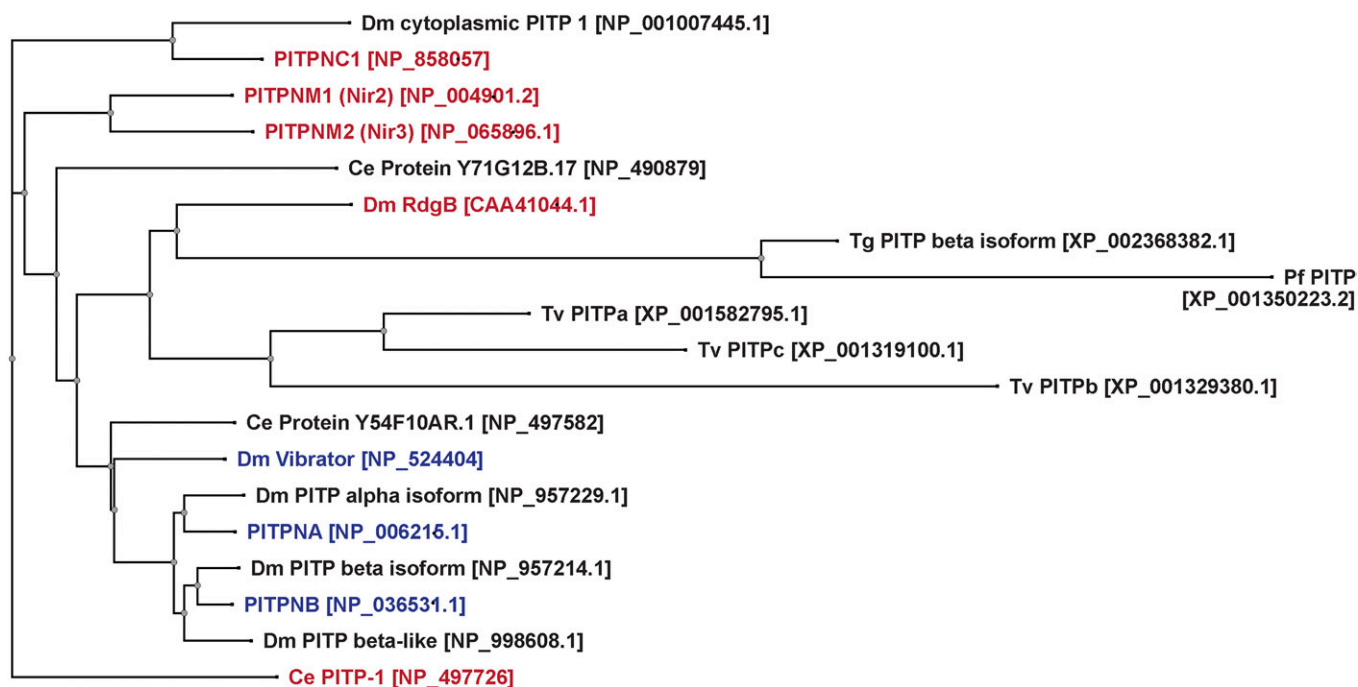 Dm cytoplasmic PITP 1 [NP_001007445.1]
PITPNC1 [NP_858057]
PITPNM1 (Nir2) [NP_004901.2]
PITPNM2 (Nir3) [NP_065896.1]
Ce Protein Y71G12B.17 [NP_490879]
Dm RdgB [CAA41044.1]
Tg PITP beta isoform [XP_002368382.1]
Pf PITP
[XP_001350223.2]
Tv PITPa [XP_001582795.1]
Tv PITPc [XP_001319100.1]
Tv PITPb [XP_001329380.1]
Ce Protein Y54F10AR.1 [NP_497582]
Dm Vibrator [NP_524404]
Dm PITP alpha isoform [NP_957229.1]
PITPNA [NP_006215.1]
Dm PITP beta isoform [NP_957214.1]
PITPNB [NP_036531.1]
Dm PITP beta-like [NP_998608.1]
Ce PITP-1 [NP_497726]